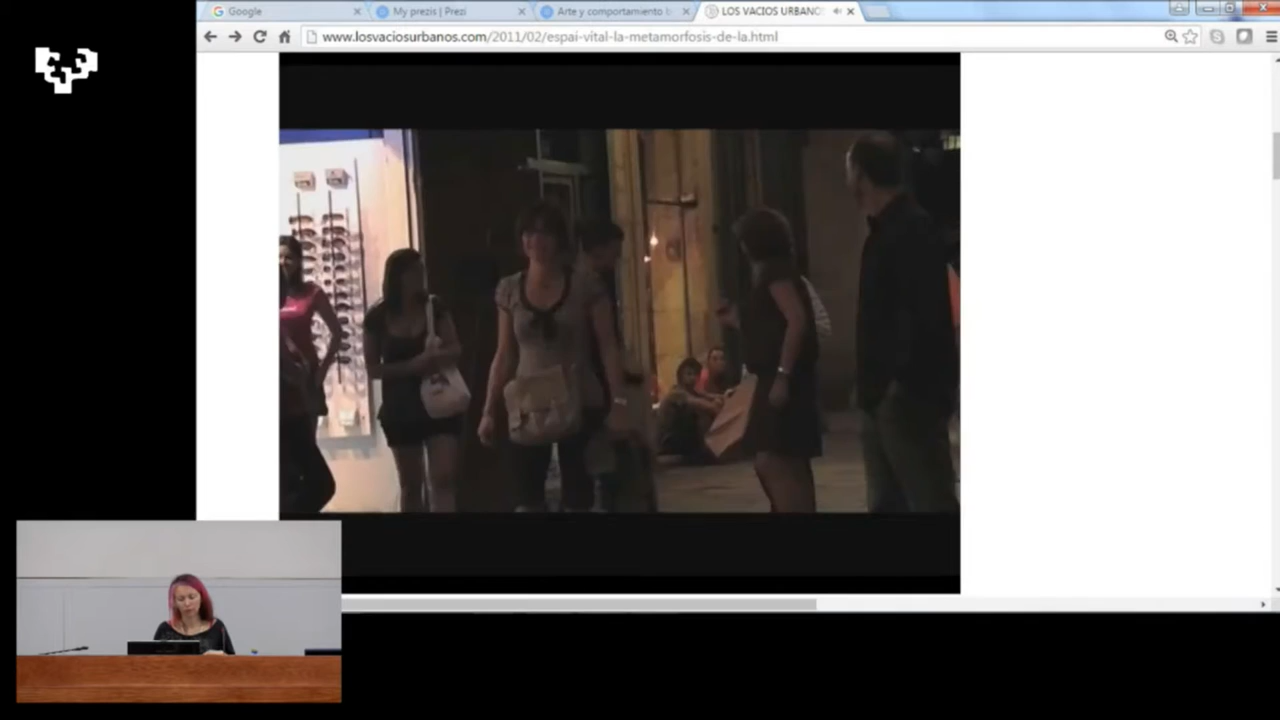 Google
My prezis | Prezi
Arte y comportamiento
LOS VACIOS URBANOS
www.losvaciosurbanos.com/2011/02/espai-vital-la-metamorfosis-de-la.html